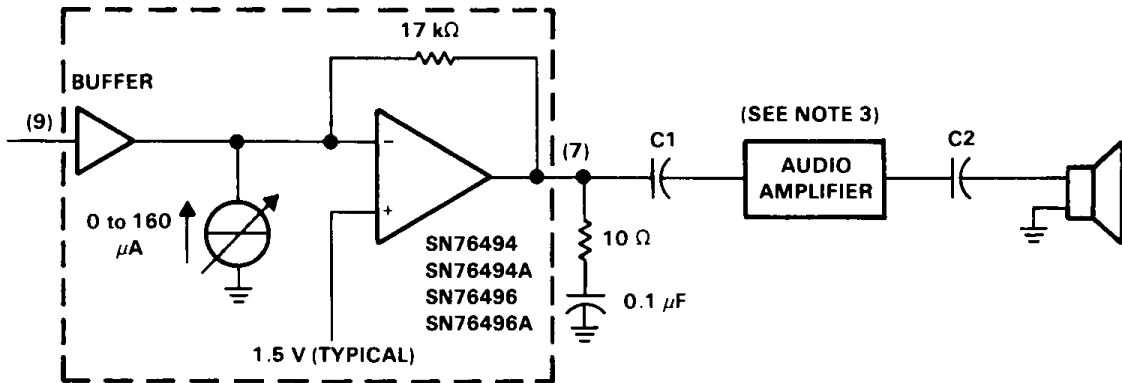 17 kΩ
BUFFER
(9)
0 to 160
μA
−
+
SN76494
SN76494A
SN76496
SN76496A
1.5 V (TYPICAL)
(7)
10 Ω
0.1 μF
C1
(SEE NOTE 3)
AUDIO
AMPLIFIER
C2